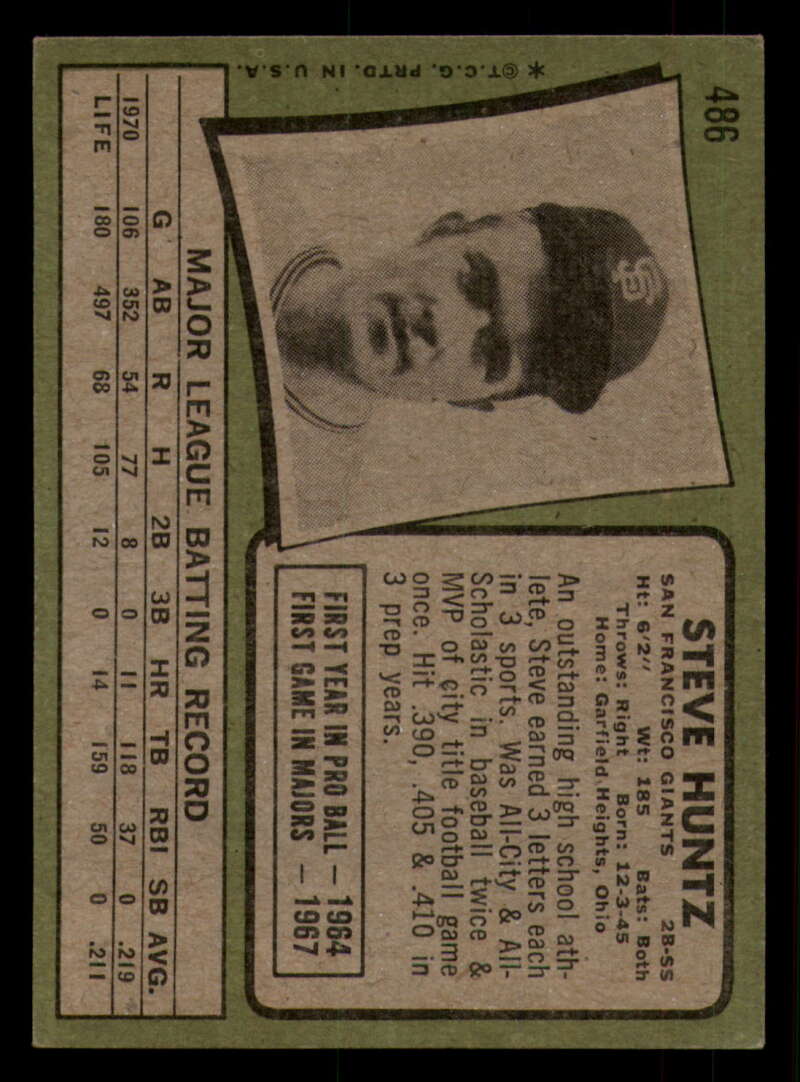 486
STEVE HUNTZ
SAN FRANCISCO GIANTS 2B-SS
Ht: 6'2" Wt: 185 Bats: Both
Throws: Right Born: 12-3-45
Home: Garfield Heights, Ohio
An outstanding high school ath-
lete, Steve earned 3 letters each
in 3 sports. Was All-City & All-
Scholastic in baseball twice &
MVP of city title football game
once. Hit .390, .405 & .410 in
3 prep years.
FIRST YEAR IN PRO BALL — 1964
FIRST GAME IN MAJORS — 1967
SF
* ©T.C.G. PRTD. IN U.S.A.
MAJOR LEAGUE BATTING RECORD
G AB R H 2B 3B HR TB RBI SB AVG.
1970 106 352 54 77 8 0 11 118 37 0 .219
LIFE 180 497 68 105 12 0 14 159 50 0 .211